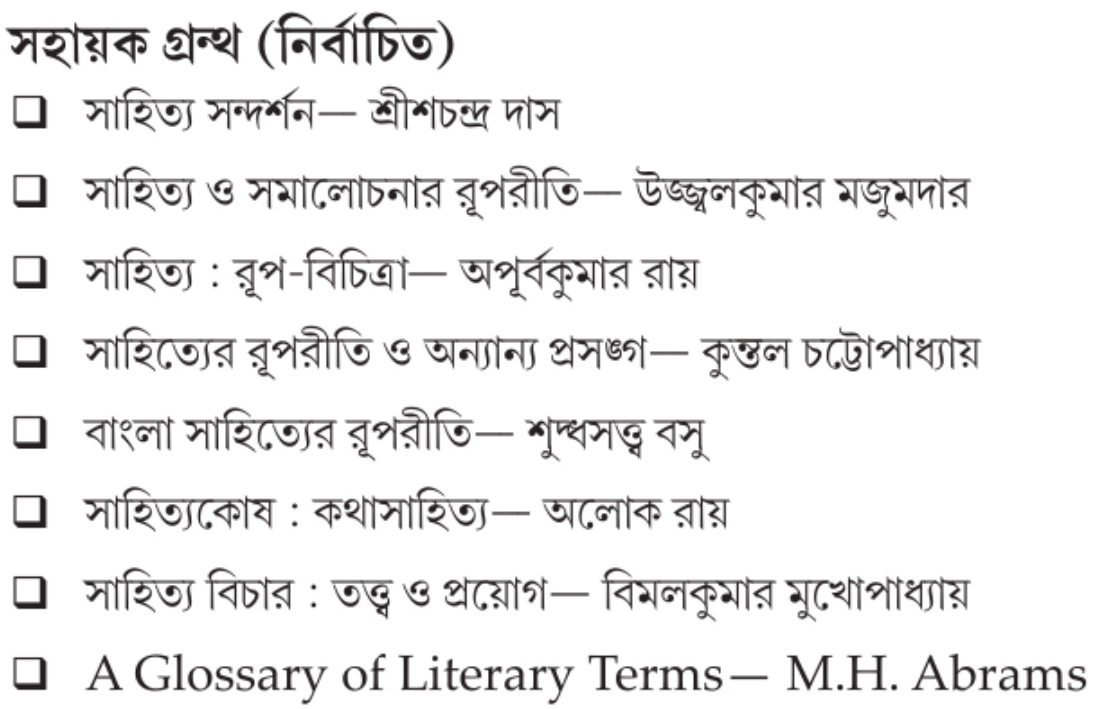 সহায়ক গ্রন্থ (নির্বাচিত)
❑ সাহিত্য সন্দর্শন— শ্রীশচন্দ্র দাস
❑ সাহিত্য ও সমালোচনার রূপরীতি— উজ্জ্বলকুমার মজুমদার
❑ সাহিত্য : রূপ-বিচিত্রা— অপূর্বকুমার রায়
❑ সাহিত্যের রূপরীতি ও অন্যান্য প্রসঙ্গ— কুন্তল চট্টোপাধ্যায়
❑ বাংলা সাহিত্যের রূপরীতি— শুদ্ধসত্ত্ব বসু
❑ সাহিত্যকোষ : কথাসাহিত্য— অলোক রায়
❑ সাহিত্য বিচার : তত্ত্ব ও প্রয়োগ— বিমলকুমার মুখোপাধ্যায়
❑ A Glossary of Literary Terms— M.H. Abrams